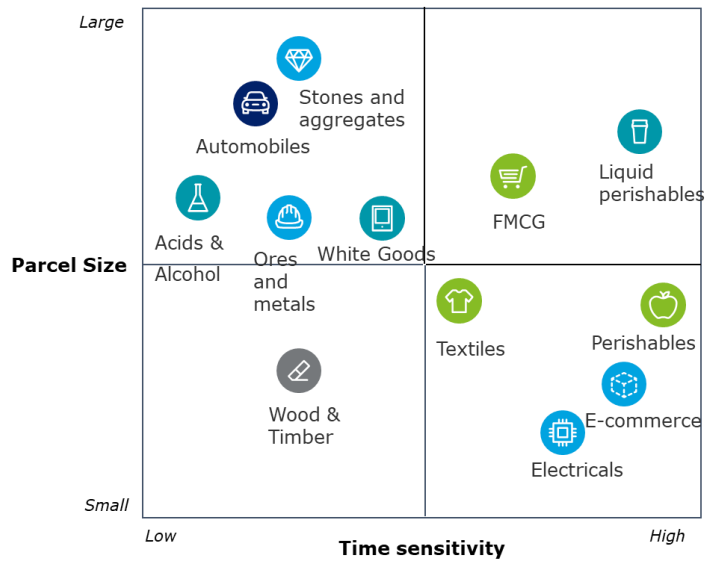 Large
Stones and
aggregates
Automobiles
Liquid
perishables
FMCG
Acids &
Alcohol
Ores
and
metals
White Goods
Parcel Size
Textiles
Perishables
Wood &
Timber
E-commerce
Electricals
Small
Low
High
Time sensitivity